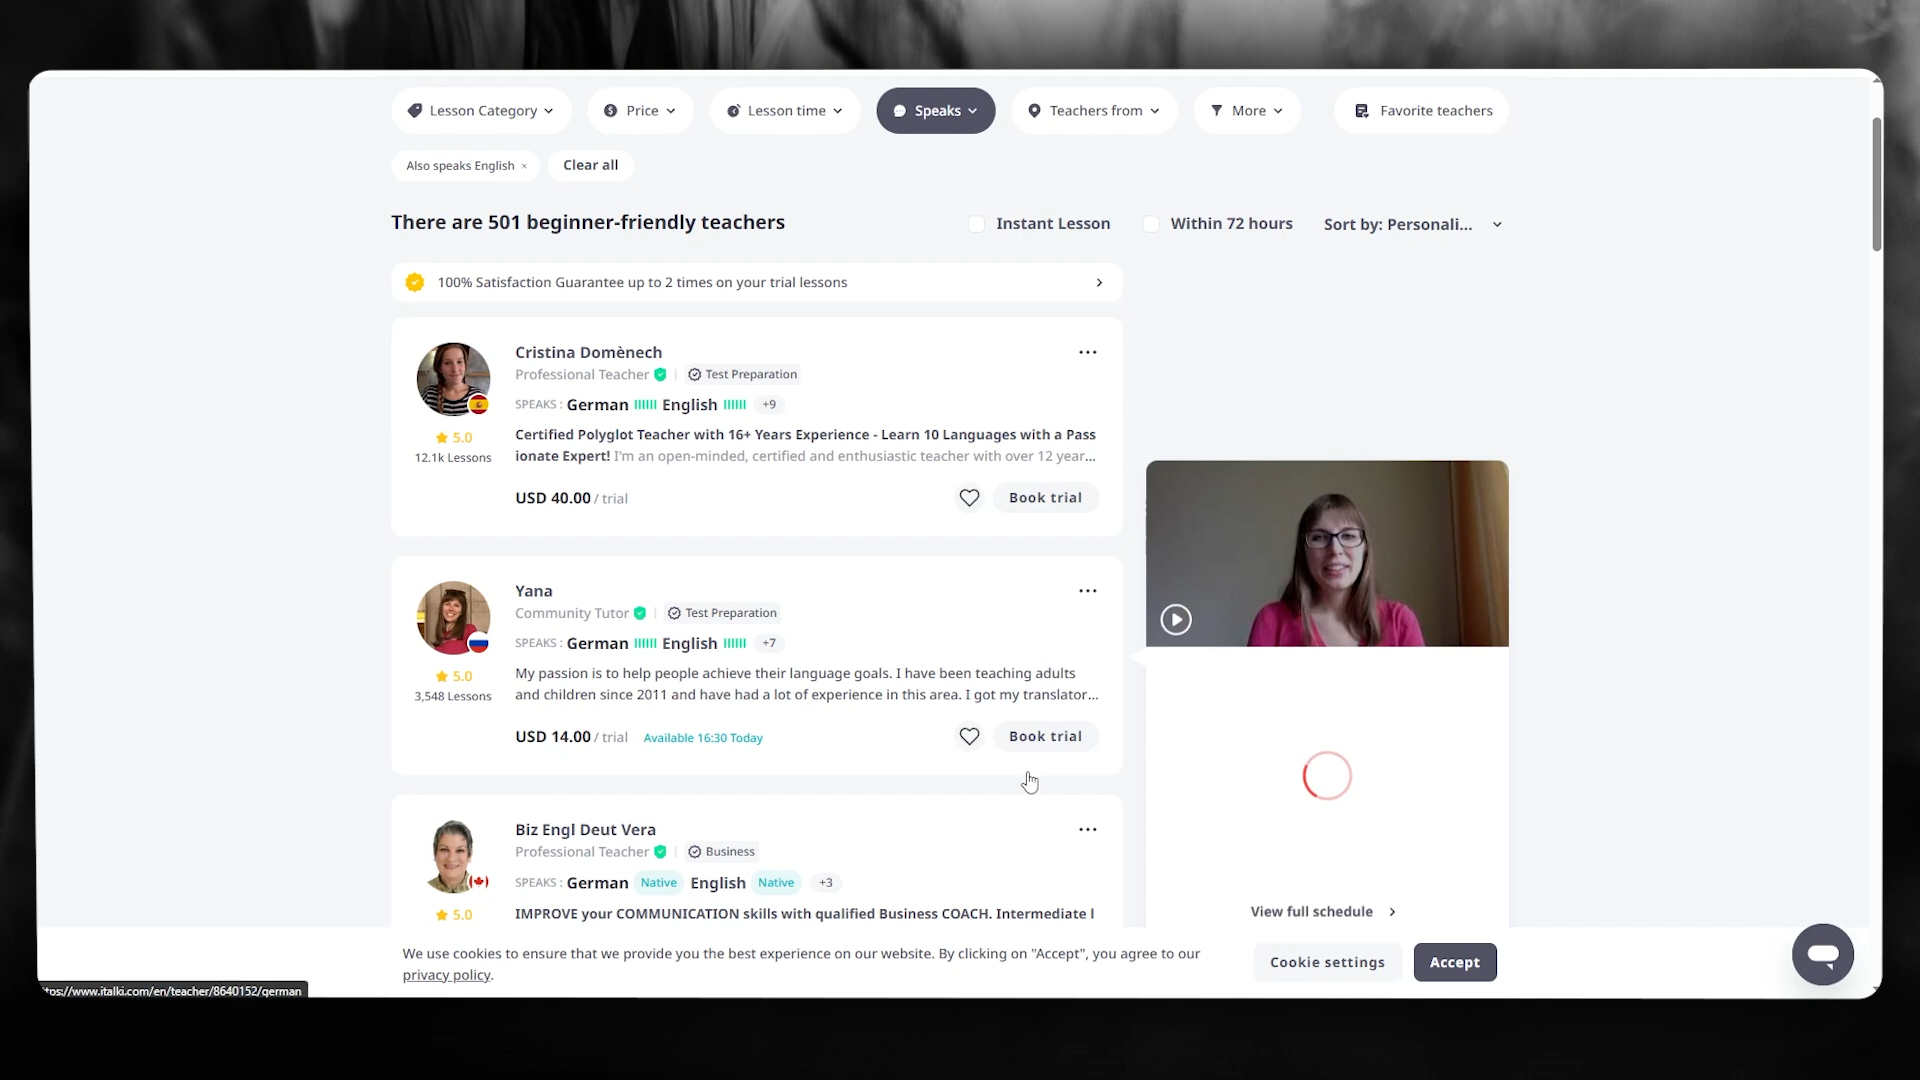 Lesson Category
Price
Lesson time
Speaks
Teachers from
More
Favorite teachers
Also speaks English ×
Clear all
There are 501 beginner-friendly teachers
Instant Lesson
Within 72 hours
Sort by: Personali...
100% Satisfaction Guarantee up to 2 times on your trial lessons
Cristina Domènech
Professional Teacher
Test Preparation
SPEAKS : German English +9
5.0
12.1k Lessons
Certified Polyglot Teacher with 16+ Years Experience - Learn 10 Languages with a Pass
ionate Expert! I'm an open-minded, certified and enthusiastic teacher with over 12 year...
USD 40.00 / trial
Book trial
Yana
Community Tutor
Test Preparation
SPEAKS : German English +7
5.0
3,548 Lessons
My passion is to help people achieve their language goals. I have been teaching adults
and children since 2011 and have had a lot of experience in this area. I got my translator...
USD 14.00 / trial Available 16:30 Today
Book trial
Biz Engl Deut Vera
Professional Teacher
Business
SPEAKS : German Native English Native +3
5.0
IMPROVE your COMMUNICATION skills with qualified Business COACH. Intermediate l
View full schedule
We use cookies to ensure that we provide you the best experience on our website. By clicking on "Accept", you agree to our
privacy policy.
Cookie settings
Accept
tps://www.italki.com/en/teacher/8640152/german